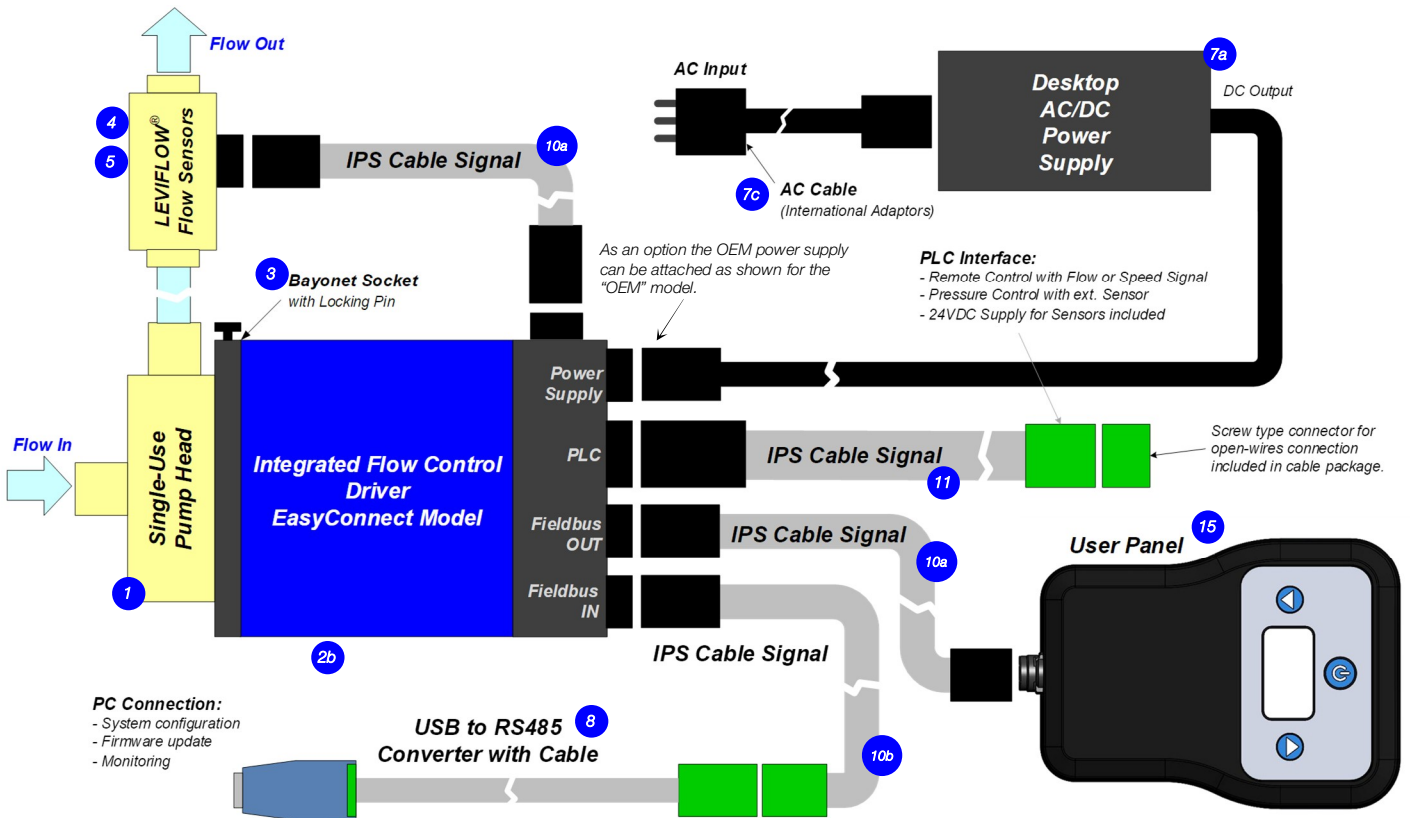 Flow Out
4
5
LEVIFLOW®
Flow Sensors
IPS Cable Signal
10a
AC Input
7c
AC Cable
(International Adaptors)
Desktop
AC/DC
Power
Supply
7a
DC Output
3
Bayonet Socket
with Locking Pin
As an option the OEM power supply
can be attached as shown for the
“OEM” model.
PLC Interface:
- Remote Control with Flow or Speed Signal
- Pressure Control with ext. Sensor
- 24VDC Supply for Sensors included
Flow In
Single-Use
Pump Head
1
Integrated Flow Control
Driver
EasyConnect Model
2b
Power
Supply
PLC
Fieldbus
OUT
Fieldbus
IN
IPS Cable Signal
11
Screw type connector for
open-wires connection
included in cable package.
IPS Cable Signal
10a
User Panel
15
IPS Cable Signal
10b
PC Connection:
- System configuration
- Firmware update
- Monitoring
USB to RS485
Converter with Cable
8